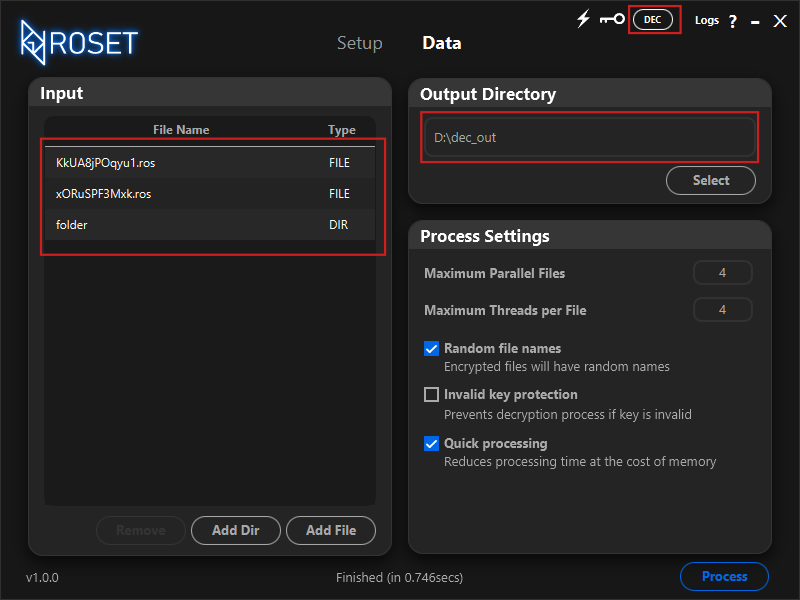 ROSET
Setup
Data
DEC
Logs
?
Input
File Name Type
KkUA8jPOqyu1.ros FILE
xORuSPF3Mxk.ros FILE
folder DIR
Remove Add Dir Add File
Output Directory
D:\dec_out
Select
Process Settings
Maximum Parallel Files 4
Maximum Threads per File 4
Random file names
Encrypted files will have random names
Invalid key protection
Prevents decryption process if key is invalid
Quick processing
Reduces processing time at the cost of memory
v1.0.0
Finished (in 0.746secs)
Process